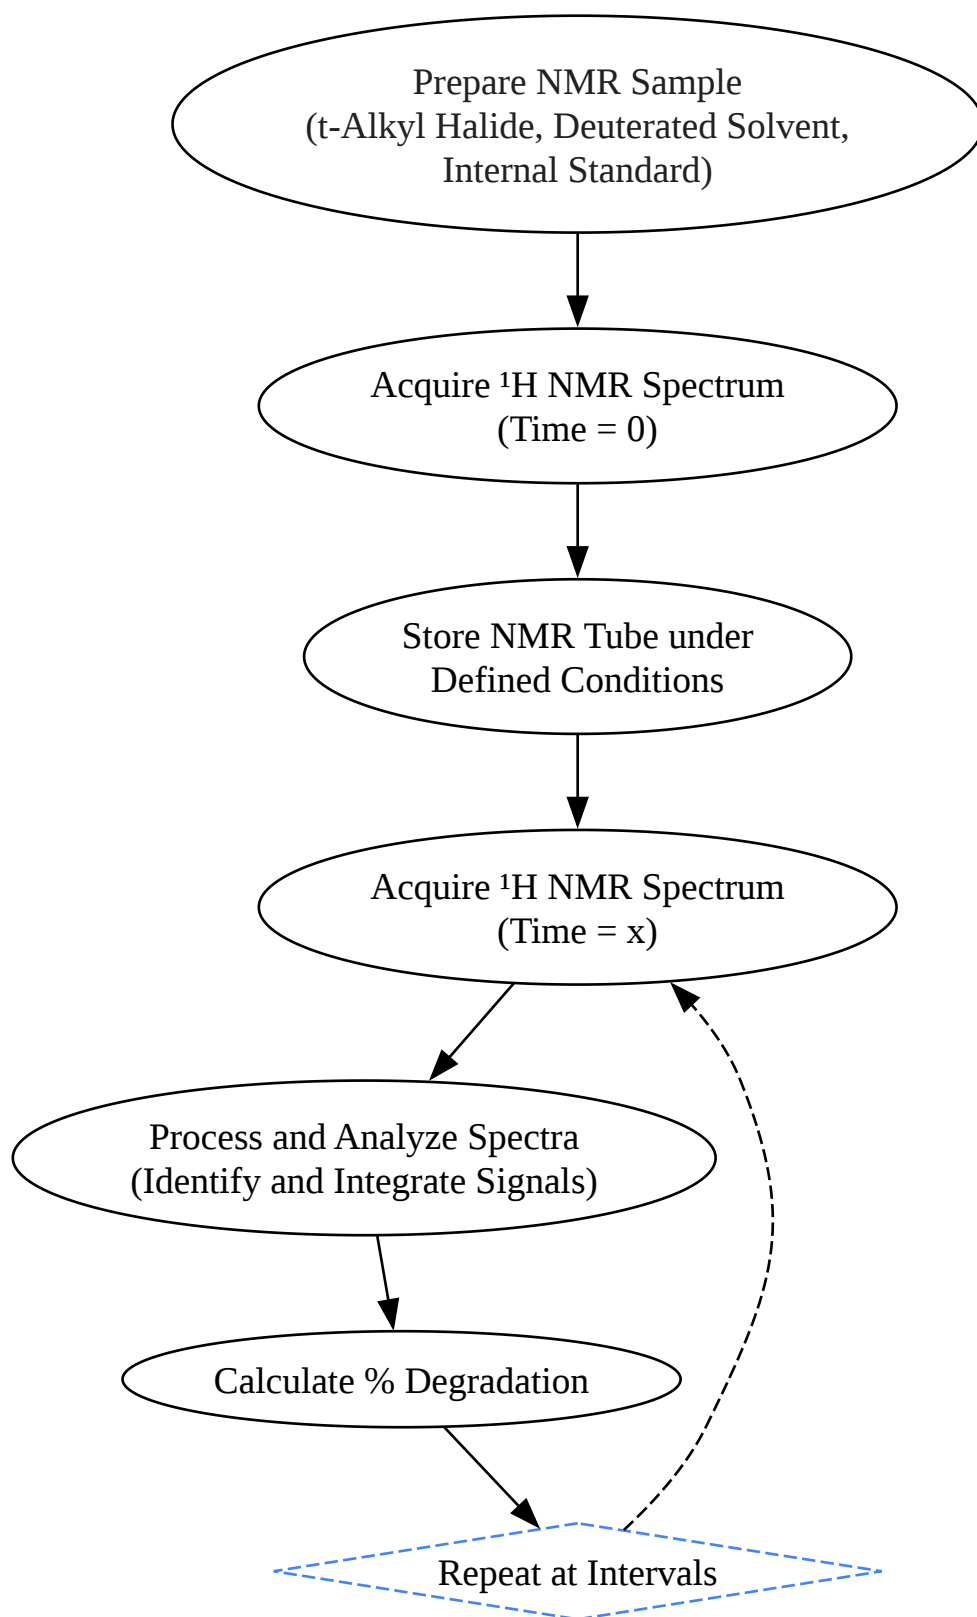 Prepare NMR Sample
(t-Alkyl Halide, Deuterated Solvent,
Internal Standard)
Acquire ¹H NMR Spectrum
(Time = 0)
Store NMR Tube under
Defined Conditions
Acquire ¹H NMR Spectrum
(Time = x)
Process and Analyze Spectra
(Identify and Integrate Signals)
Calculate % Degradation
Repeat at Intervals